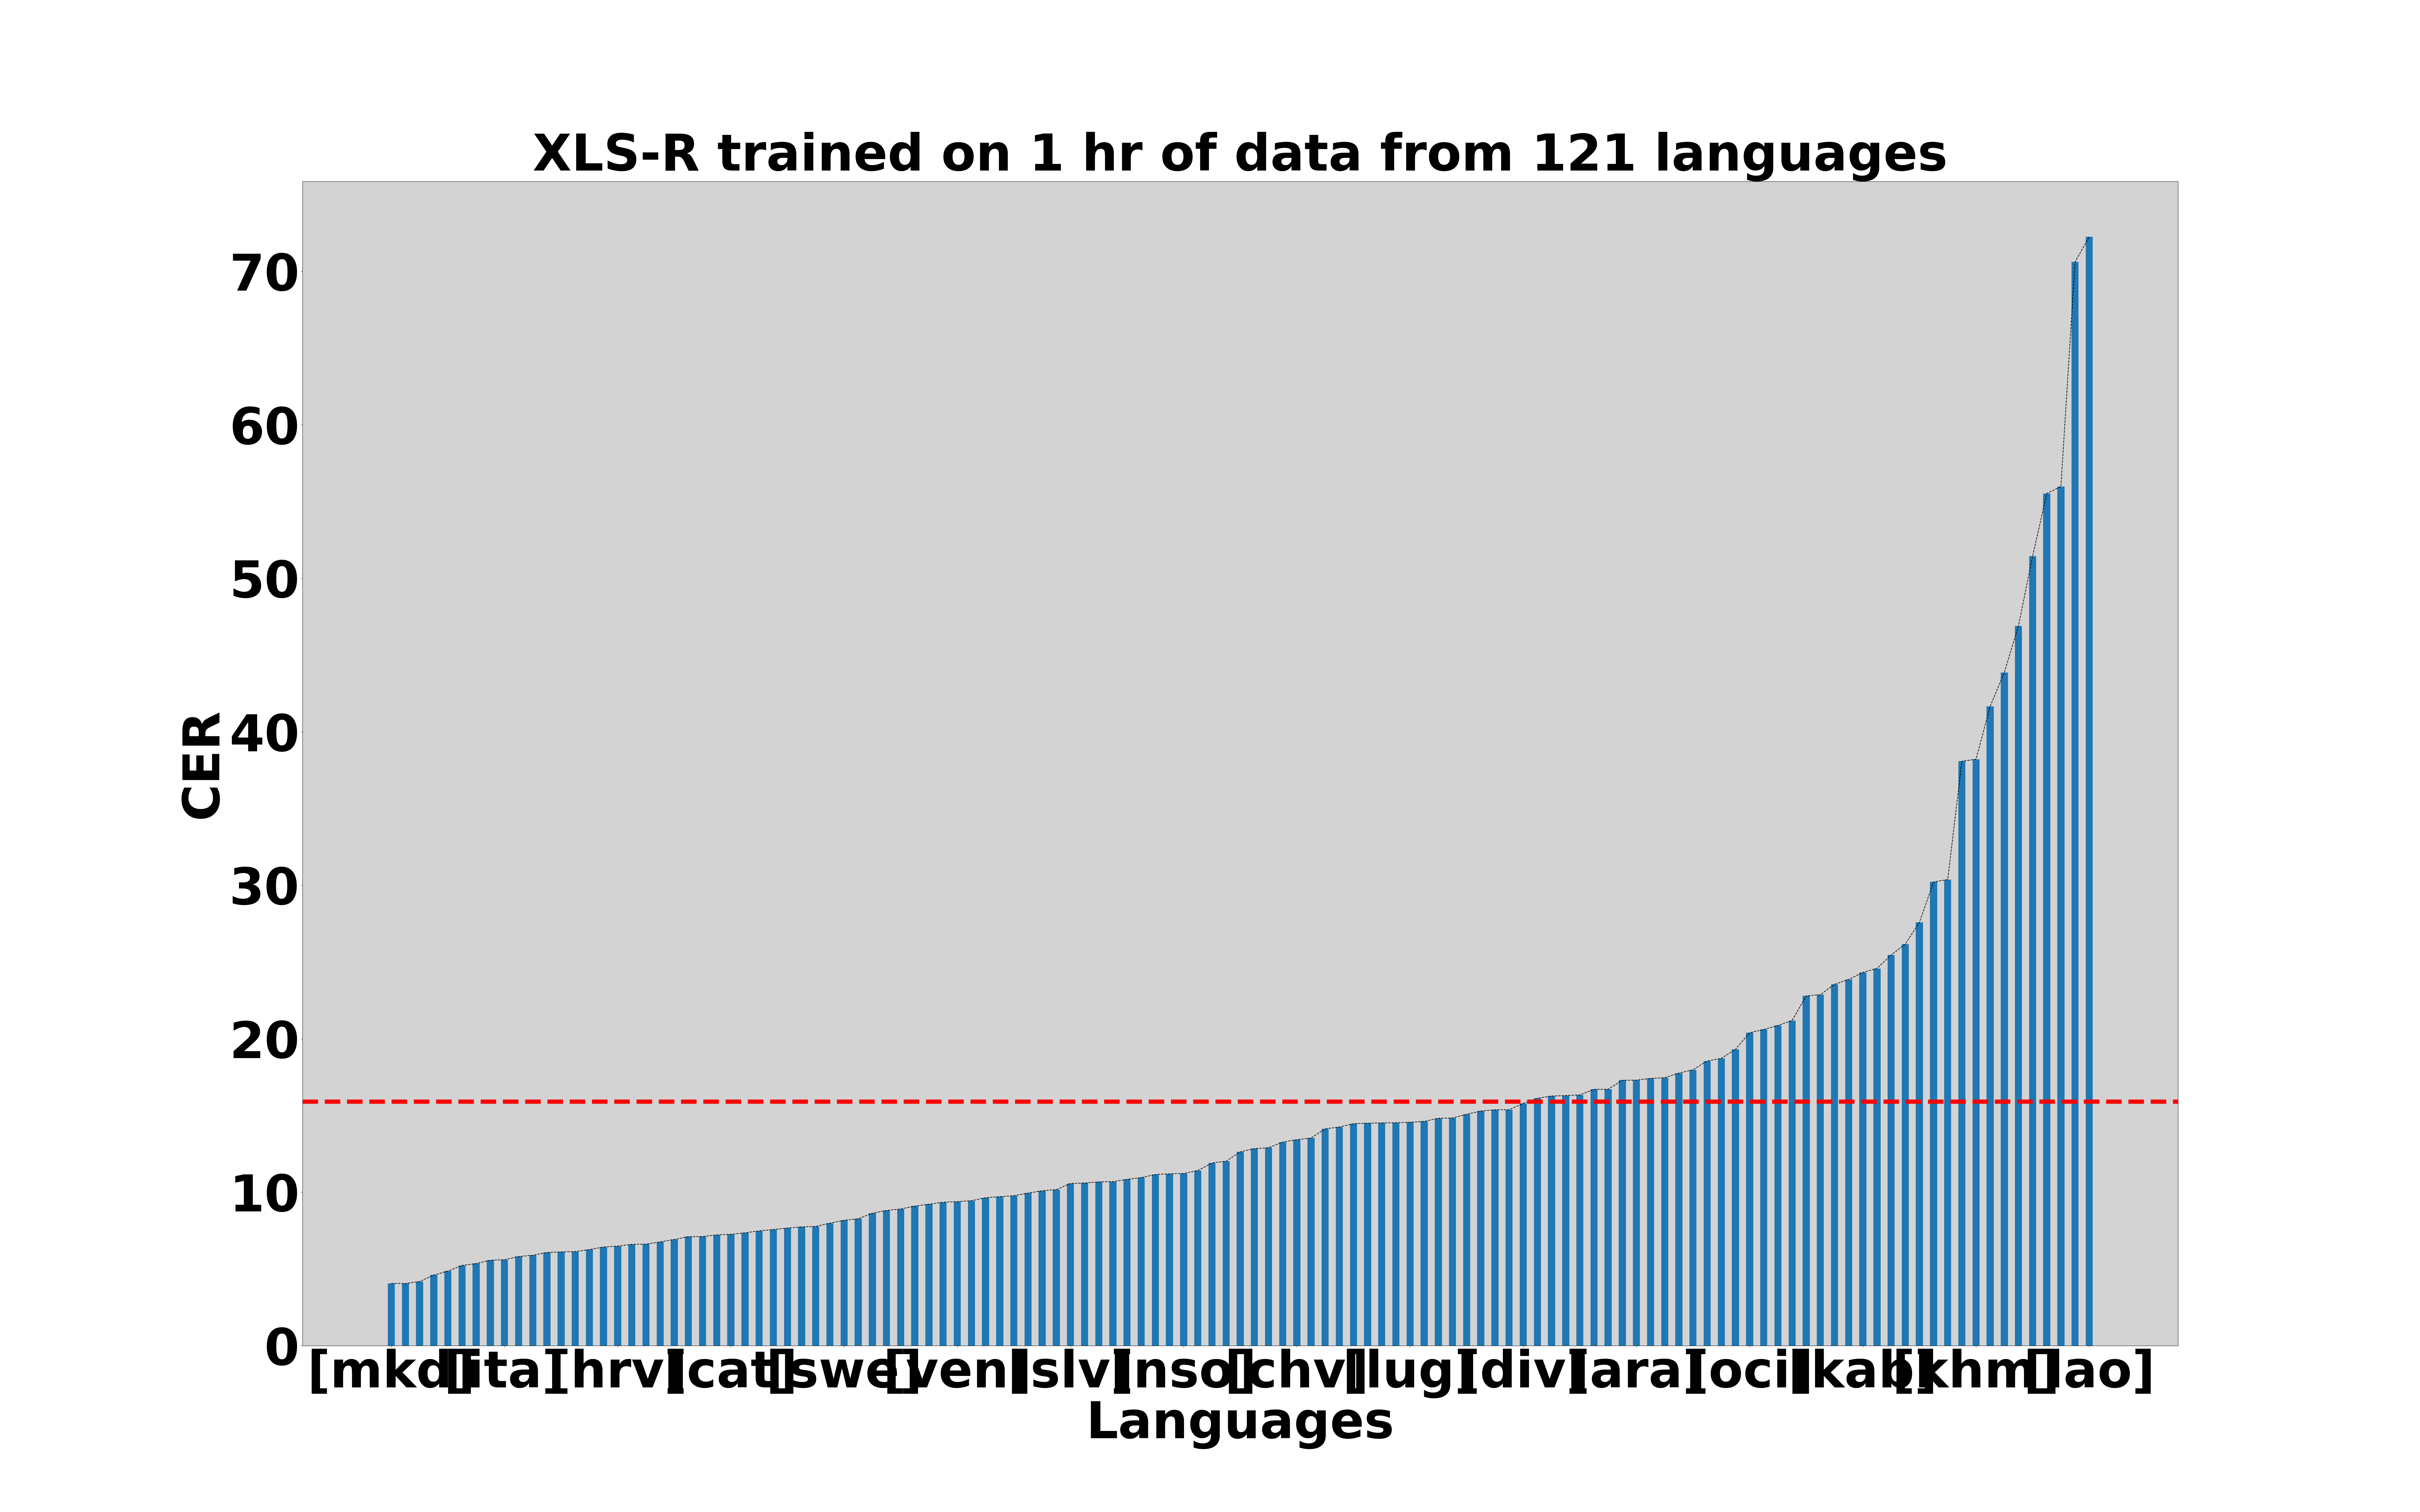 XLS-R trained on 1 hr of data from 121 languages
70
60
50
40
30
20
10
0
CER
[mkd] [ita] [hrv] [cat] [swe] [ven] [slv] [nso] [chv] [lug] [div] [ara] [oci] [kab] [khm] [lao]
Languages